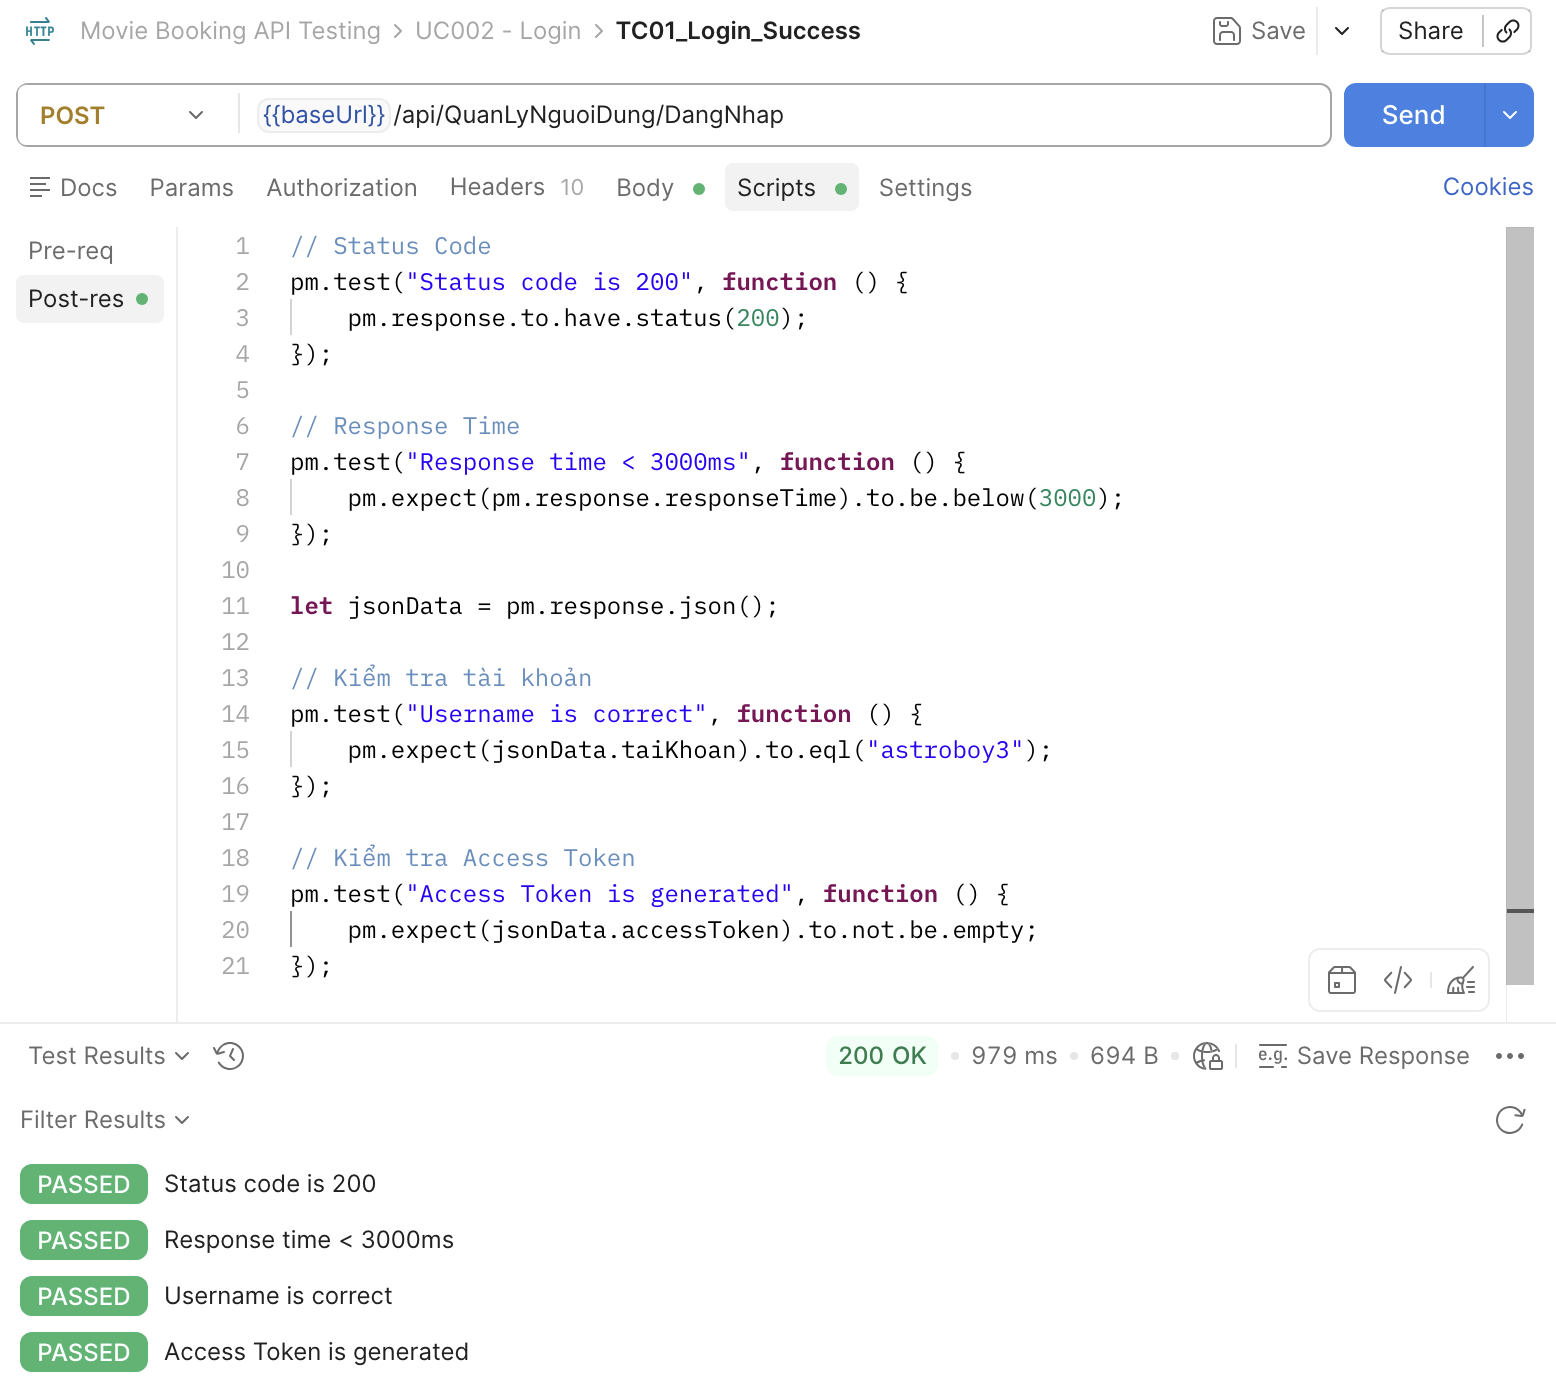 HTTP Movie Booking API Testing > UC002 - Login > TC01_Login_Success Save Share
POST {{baseUrl}}/api/QuanLyNguoiDung/DangNhap Send
Docs Params Authorization Headers 10 Body Scripts Settings Cookies
Pre-req
Post-res
1 // Status Code
2 pm.test("Status code is 200", function () {
3 pm.response.to.have.status(200);
4 });
5
6 // Response Time
7 pm.test("Response time < 3000ms", function () {
8 pm.expect(pm.response.responseTime).to.be.below(3000);
9 });
10
11 let jsonData = pm.response.json();
12
13 // Kiểm tra tài khoản
14 pm.test("Username is correct", function () {
15 pm.expect(jsonData.taiKhoan).to.eql("astroboy3");
16 });
17
18 // Kiểm tra Access Token
19 pm.test("Access Token is generated", function () {
20 pm.expect(jsonData.accessToken).to.not.be.empty;
21 });
Test Results 200 OK • 979 ms • 694 B • e.g. Save Response
Filter Results
PASSED Status code is 200
PASSED Response time < 3000ms
PASSED Username is correct
PASSED Access Token is generated